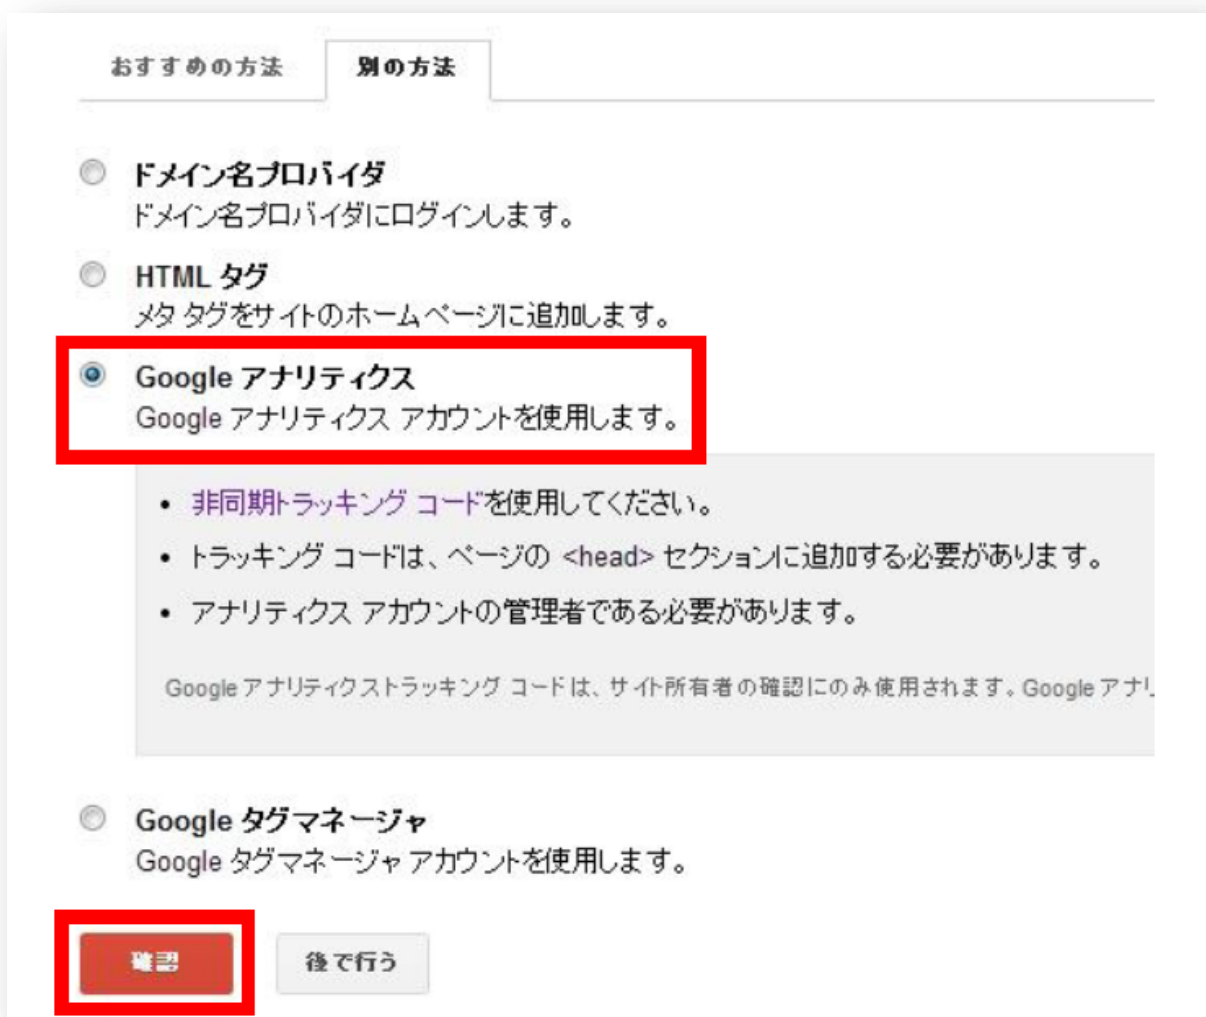 おすすめの方法 別の方法
ドメイン名プロバイダ
ドメイン名プロバイダにログインします。
HTML タグ
メタ タグをサイトのホームページに追加します。
Google アナリティクス
Google アナリティクス アカウントを使用します。
• 非同期トラッキング コードを使用してください。
• トラッキング コードは、ページの <head> セクションに追加する必要があります。
• アナリティクス アカウントの管理者である必要があります。
Google アナリティクストラッキング コードは、サイト所有者の確認にのみ使用されます。Google アナリ
Google タグマネージャ
Google タグマネージャ アカウントを使用します。
確認 後で行う